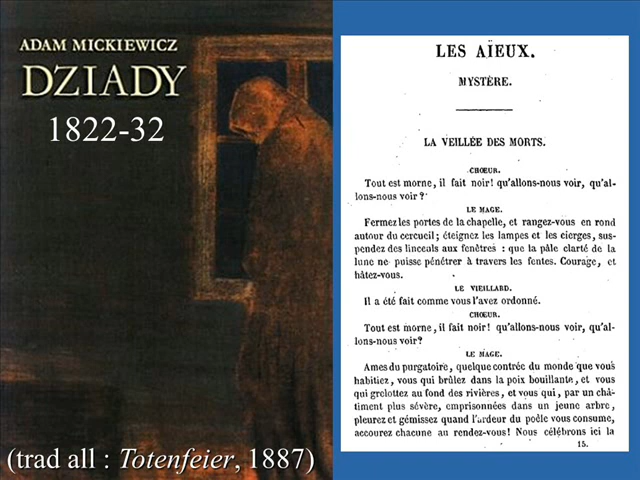 ADAM MICKIEWICZ
DZIADY
1822-32
(trad all : Totenfeier, 1887)
LES AÏEUX.
MYSTÈRE.
LA VEILLÉE DES MORTS.
CHŒUR.
Tout est morne, il fait noir! qu'allons-nous voir, qu'al-
lons-nous voir?
LE MAGE.
Fermez les portes de la chapelle, et rangez-vous en rond
autour du cercueil; éteignez les lampes et les cierges, sus-
pendez des linceuls aux fenêtres : que la pâle clarté de la
lune ne puisse pénétrer à travers les fentes. Courage, et
hâtez-vous.
LE VIEILLARD.
Il a été fait comme vous l'avez ordonné.
CHŒUR.
Tout est morne, il fait noir! qu'allons-nous voir, qu'al-
lons-nous voir?
LE MAGE.
Ames du purgatoire, quelque contrée du monde que vous
habitiez, vous qui brûlez dans la poix bouillante, et vous
qui grelottez au fond des rivières, et vous qui, par un châ-
timent plus sévère, emprisonnées dans un jeune arbre,
pleurez et gémissez quand l'ardeur du poêle vous consume,
accourez chacune au rendez-vous! Nous célébrons ici la
15.